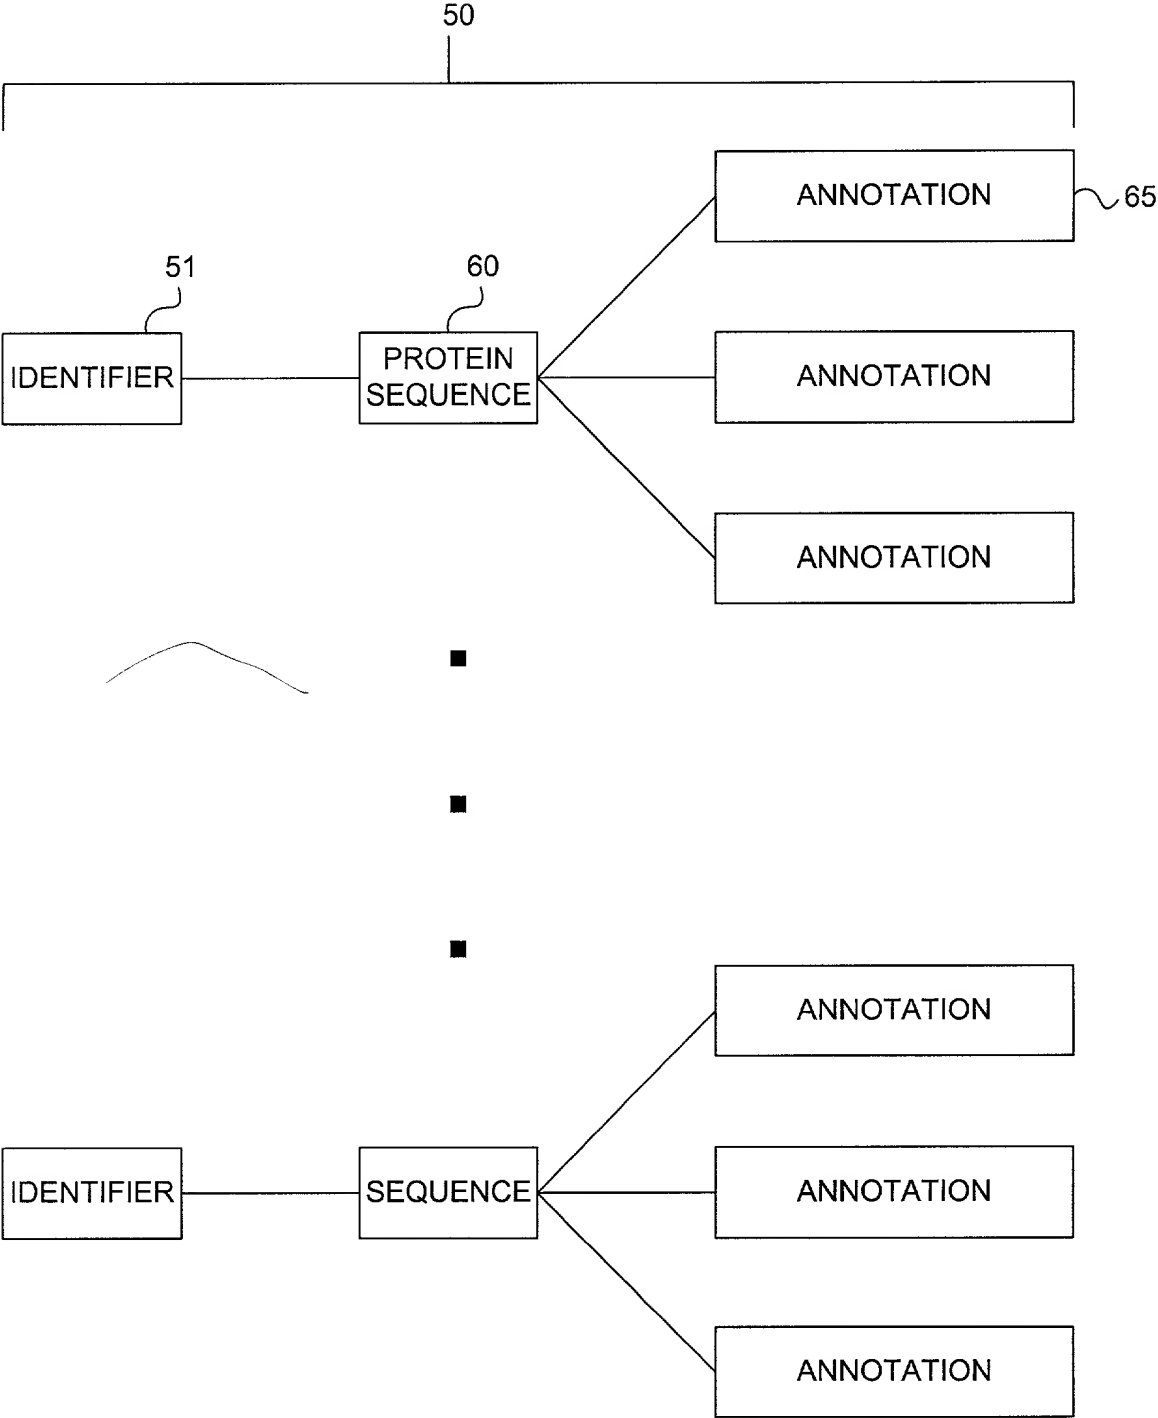 50
ANNOTATION
65
51
60
IDENTIFIER
PROTEIN
SEQUENCE
ANNOTATION
ANNOTATION
ANNOTATION
IDENTIFIER
SEQUENCE
ANNOTATION
ANNOTATION